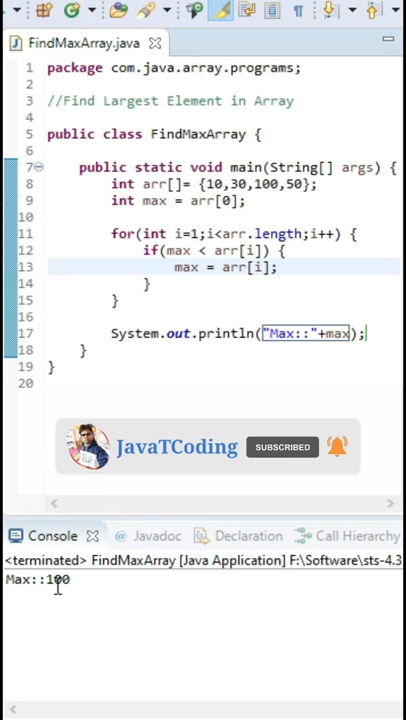 FindMaxArray.java
1 package com.java.array.programs;
2
3 //Find Largest Element in Array
4
5 public class FindMaxArray {
6
7 public static void main(String[] args) {
8 int arr[]= {10,30,100,50};
9 int max = arr[0];
10
11 for(int i=1;i<arr.length;i++) {
12 if(max < arr[i]) {
13 max = arr[i];
14 }
15 }
16
17 System.out.println("Max::"+max);
18 }
19 }
20
JavaTCoding SUBSCRIBED
Console @ Javadoc Declaration Call Hierarchy
<terminated> FindMaxArray [Java Application] F:\Software\sts-4.3
Max::100